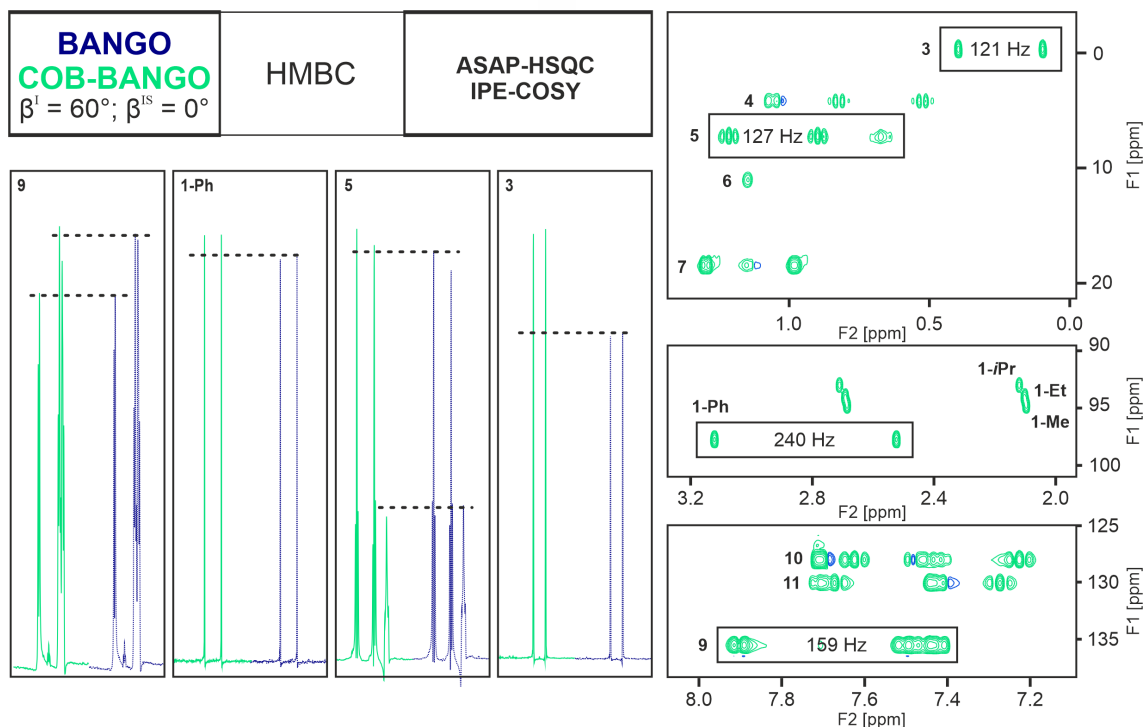 BANGO
COB-BANGO
βᴵ = 60°; βᴵˢ = 0°
HMBC
ASAP-HSQC
IPE-COSY
9
1-Ph
5
3
3
121 Hz
4
5
127 Hz
6
7
0
10
20
F1 [ppm]
1.0
0.5
0.0
F2 [ppm]
90
95
100
F1 [ppm]
1-iPr
1-Et
1-Me
1-Ph
240 Hz
3.2
2.8
2.4
2.0
F2 [ppm]
125
130
135
F1 [ppm]
10
11
9
159 Hz
8.0
7.8
7.6
7.4
7.2
F2 [ppm]